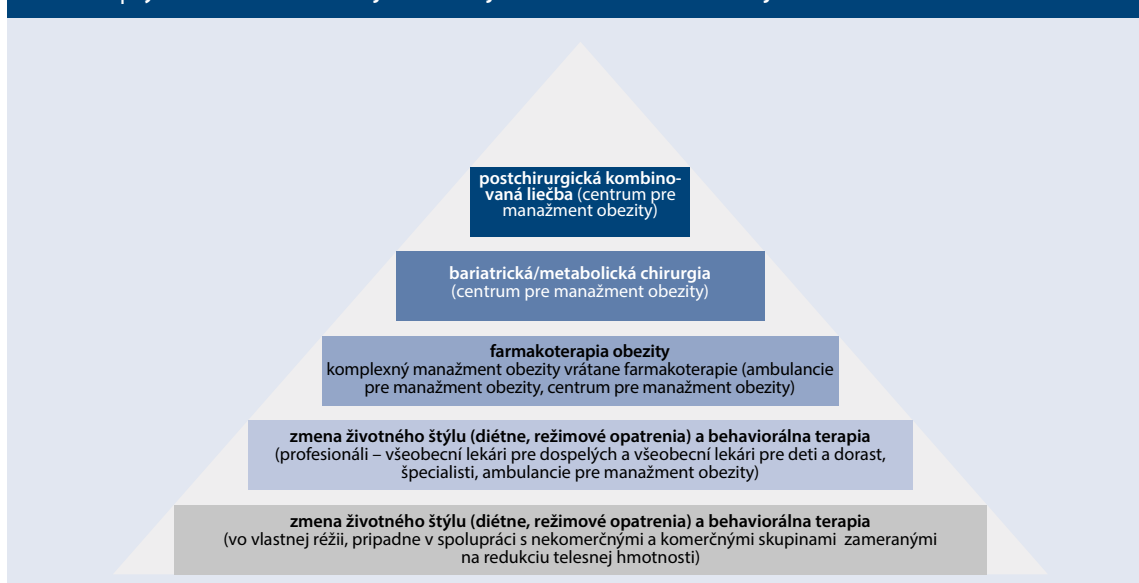 postchirurgická kombino-
vaná liečba (centrum pre
manažment obezity)
bariatrická/metabolická chirurgia
(centrum pre manažment obezity)
farmakoterapia obezity
komplexný manažment obezity vrátane farmakoterapie (ambulancie
pre manažment obezity, centrum pre manažment obezity)
zmena životného štýlu (diétne, režimové opatrenia) a behaviorálna terapia
(profesionáli – všeobecní lekári pre dospelých a všeobecní lekári pre deti a dorast,
špecialisti, ambulancie pre manažment obezity)
zmena životného štýlu (diétne, režimové opatrenia) a behaviorálna terapia
(vo vlastnej réžii, pripadne v spolupráci s nekomerčnými a komerčnými skupinami zameranými
na redukciu telesnej hmotnosti)